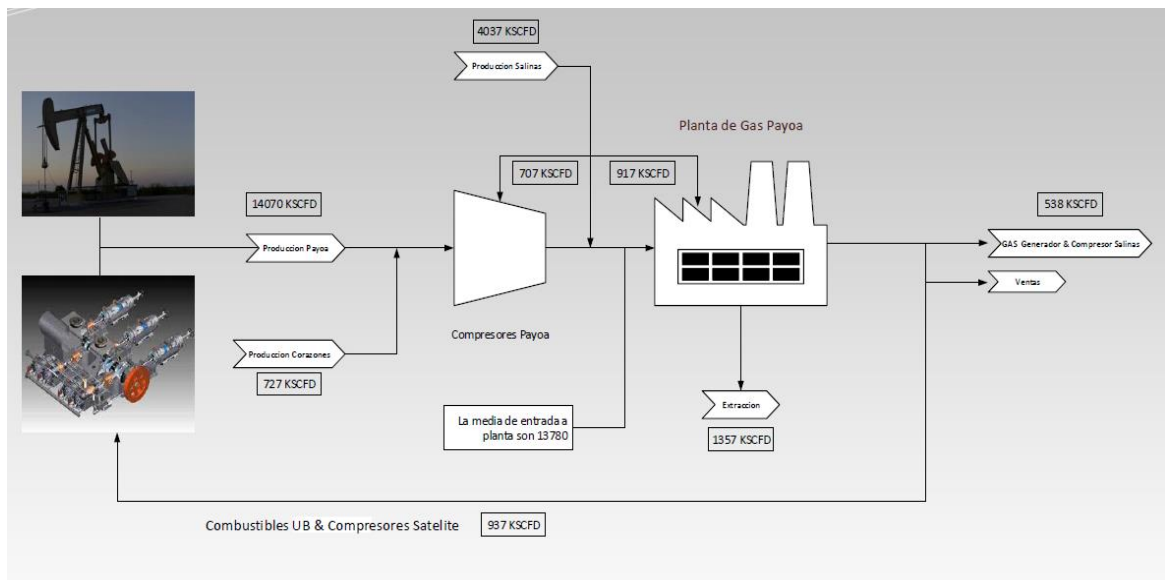 4037 KSCFD
Produccion Salinas
Planta de Gas Payoa
707 KSCFD
917 KSCFD
14070 KSCFD
538 KSCFD
Produccion Payoa
GAS Generador & Compresor Salinas
Ventas
Compresores Payoa
Produccion Corazones
727 KSCFD
Extraccion
La media de entrada a
planta son 13780
1357 KSCFD
Combustibles UB & Compresores Satelite
937 KSCFD